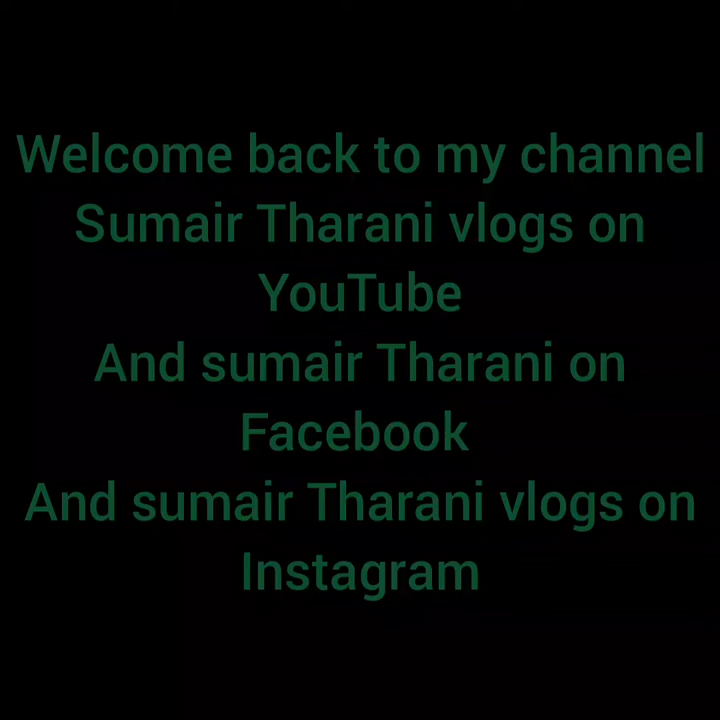 Welcome back to my channel
Sumair Tharani vlogs on
YouTube
And sumair Tharani on
Facebook
And sumair Tharani vlogs on
Instagram